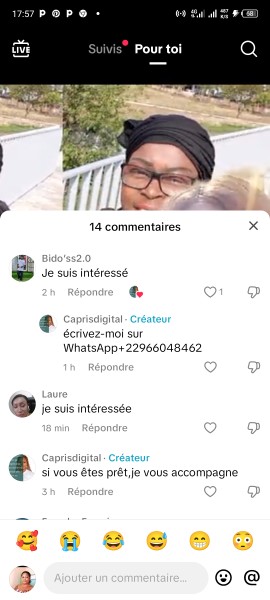 17:57
LIVE
Suivis Pour toi
14 commentaires
Bido'ss2.0
Je suis intéressé
2 h Répondre
1
Caprisdigital · Créateur
écrivez-moi sur
WhatsApp+22966048462
1 h Répondre
Laure
je suis intéressée
18 min Répondre
Caprisdigital · Créateur
si vous êtes prêt,je vous accompagne
3 h Répondre
Ajouter un commentaire...